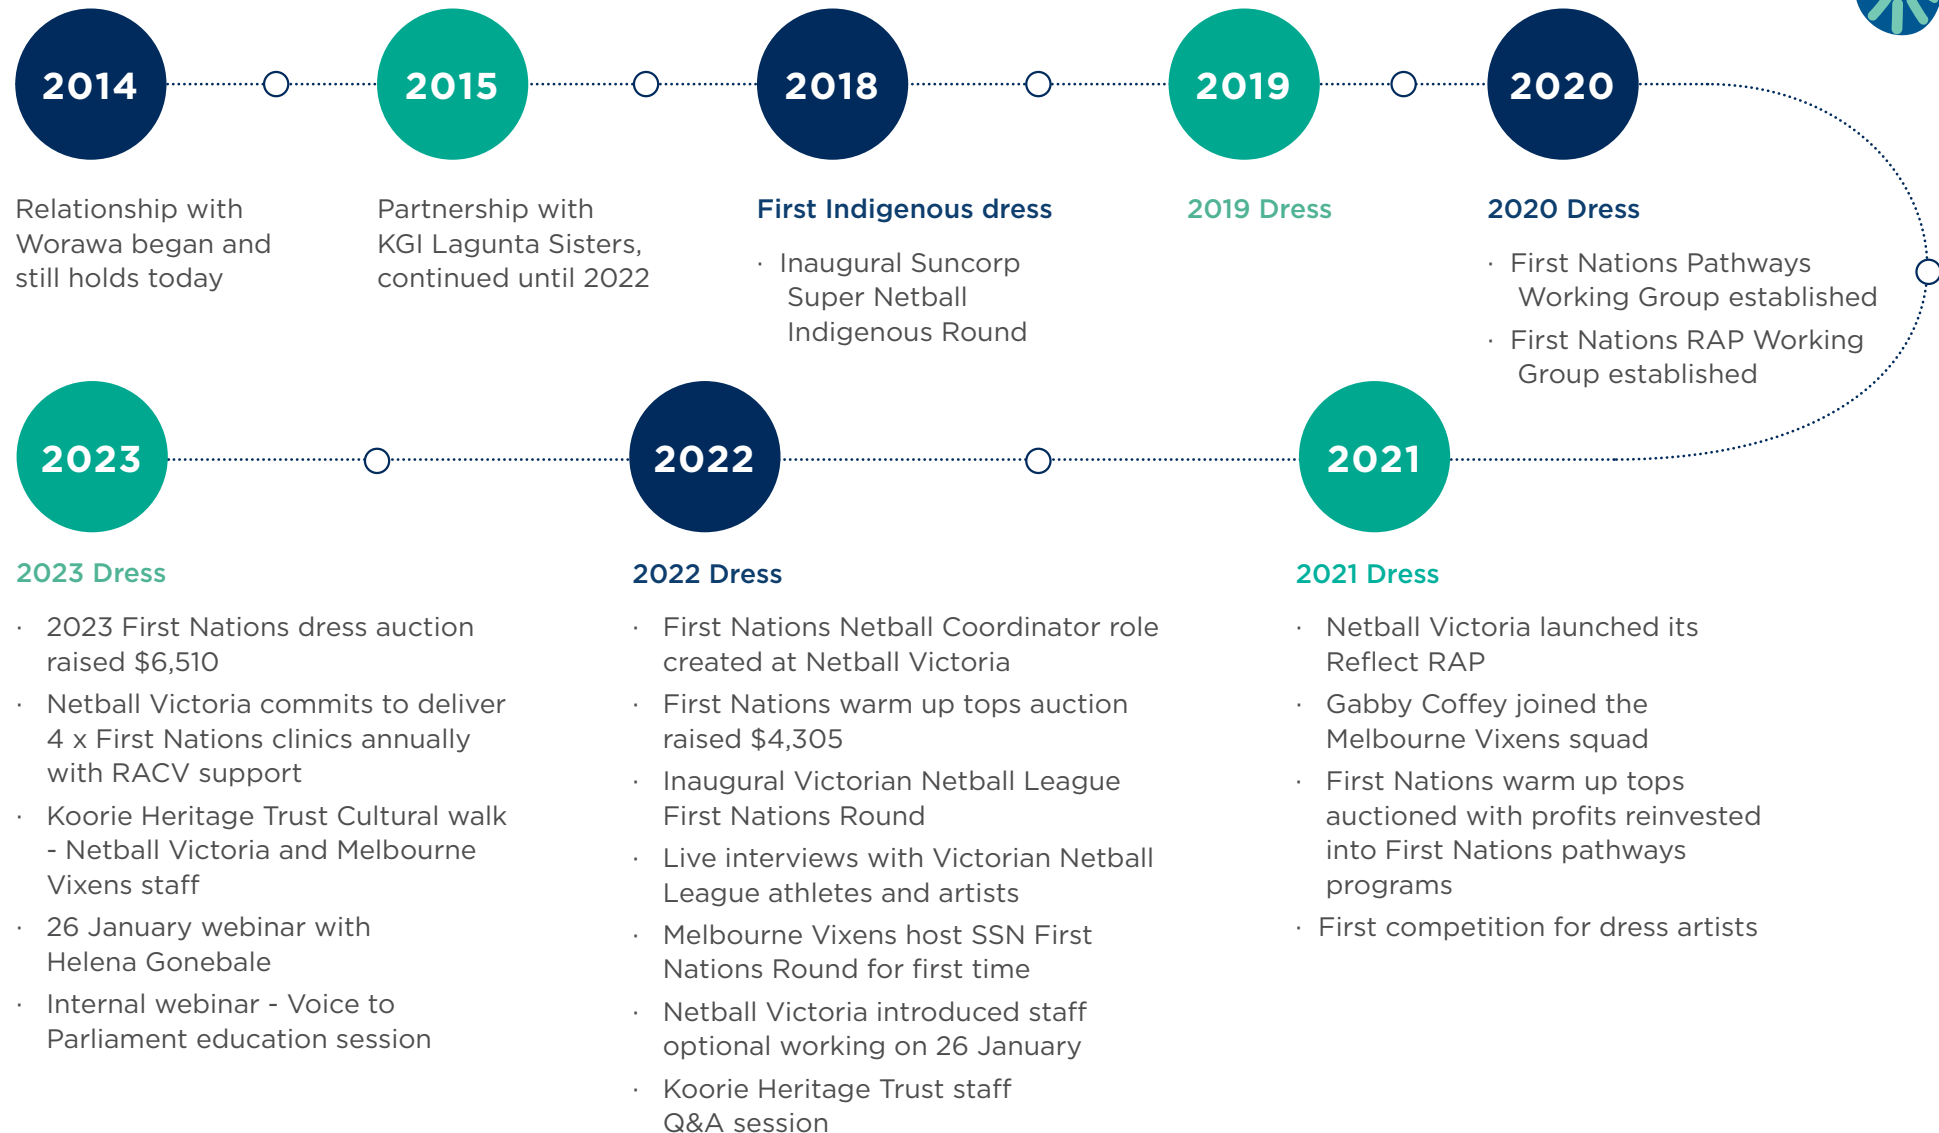 2014
Relationship with
Worawa began and
still holds today
2015
Partnership with
KGI Lagunta Sisters,
continued until 2022
2018
First Indigenous dress
· Inaugural Suncorp
Super Netball
Indigenous Round
2019
2019 Dress
2020
2020 Dress
· First Nations Pathways
Working Group established
· First Nations RAP Working
Group established
2021
2021 Dress
· Netball Victoria launched its
Reflect RAP
· Gabby Coffey joined the
Melbourne Vixens squad
· First Nations warm up tops
auctioned with profits reinvested
into First Nations pathways
programs
· First competition for dress artists
2022
2022 Dress
· First Nations Netball Coordinator role
created at Netball Victoria
· First Nations warm up tops auction
raised $4,305
· Inaugural Victorian Netball League
First Nations Round
· Live interviews with Victorian Netball
League athletes and artists
· Melbourne Vixens host SSN First
Nations Round for first time
· Netball Victoria introduced staff
optional working on 26 January
· Koorie Heritage Trust staff
Q&A session
2023
2023 Dress
· 2023 First Nations dress auction
raised $6,510
· Netball Victoria commits to deliver
4 x First Nations clinics annually
with RACV support
· Koorie Heritage Trust Cultural walk
- Netball Victoria and Melbourne
Vixens staff
· 26 January webinar with
Helena Gonebale
· Internal webinar - Voice to
Parliament education session